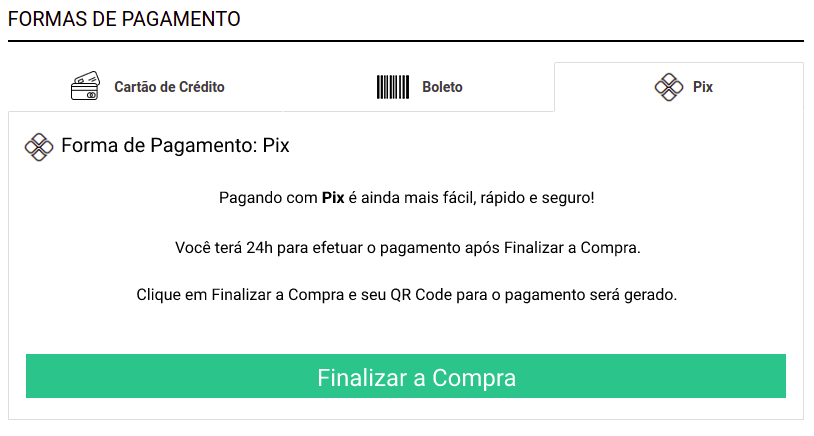 FORMAS DE PAGAMENTO
Cartão de Crédito
Boleto
Pix
Forma de Pagamento: Pix
Pagando com Pix é ainda mais fácil, rápido e seguro!
Você terá 24h para efetuar o pagamento após Finalizar a Compra.
Clique em Finalizar a Compra e seu QR Code para o pagamento será gerado.
Finalizar a Compra